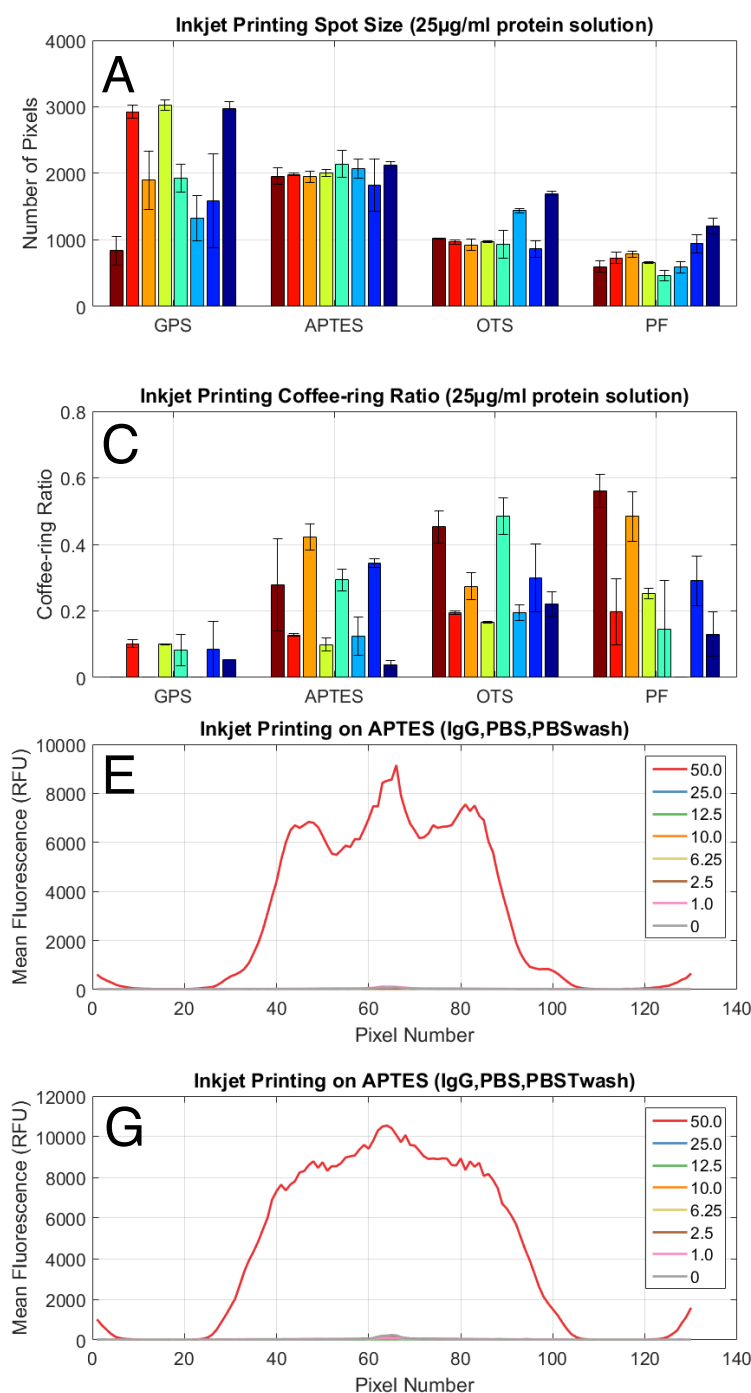 Inkjet Printing Spot Size (25µg/ml protein solution)
A
Number of Pixels
4000
3000
2000
1000
0
GPS APTES OTS PF
Inkjet Printing Coffee-ring Ratio (25µg/ml protein solution)
C
Coffee-ring Ratio
0.8
0.6
0.4
0.2
0
GPS APTES OTS PF
Inkjet Printing on APTES (IgG,PBS,PBSwash)
E
Mean Fluorescence (RFU)
10000
8000
6000
4000
2000
0
0 20 40 60 80 100 120 140
Pixel Number
50.0
25.0
12.5
10.0
6.25
2.5
1.0
0
Inkjet Printing on APTES (IgG,PBS,PBSTwash)
G
Mean Fluorescence (RFU)
12000
10000
8000
6000
4000
2000
0
0 20 40 60 80 100 120 140
Pixel Number
50.0
25.0
12.5
10.0
6.25
2.5
1.0
0